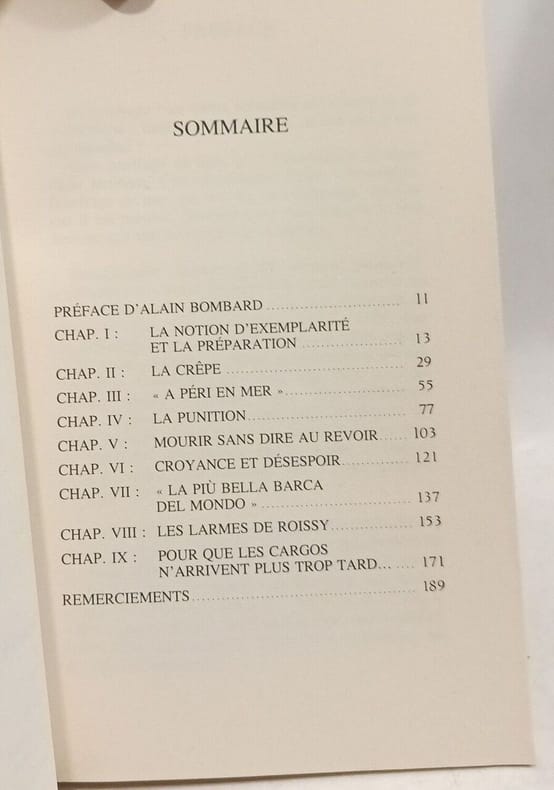 SOMMAIRE
PRÉFACE D'ALAIN BOMBARD ............................ 11
CHAP. I : LA NOTION D'EXEMPLARITÉ
ET LA PRÉPARATION ..................... 13
CHAP. II : LA CRÊPE ..................................... 29
CHAP. III : « A PÉRI EN MER » ......................... 55
CHAP. IV : LA PUNITION ................................ 77
CHAP. V : MOURIR SANS DIRE AU REVOIR ...... 103
CHAP. VI : CROYANCE ET DÉSESPOIR ............... 121
CHAP. VII : « LA PIÙ BELLA BARCA
DEL MONDO » ............................... 137
CHAP. VIII : LES LARMES DE ROISSY ................. 153
CHAP. IX : POUR QUE LES CARGOS
N'ARRIVENT PLUS TROP TARD... .... 171
REMERCIEMENTS ............................................. 189